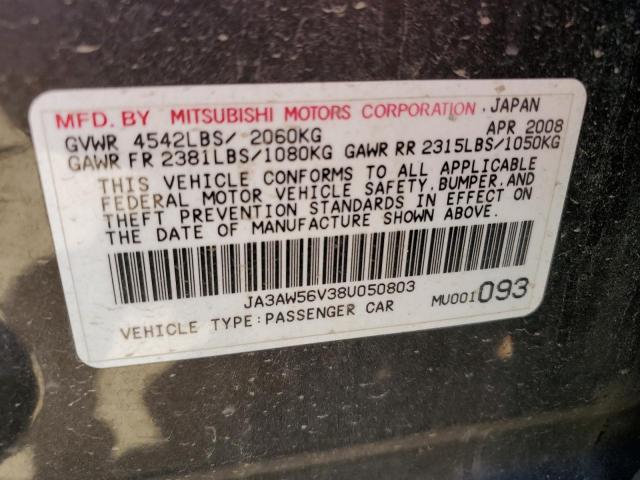 MFD. BY MITSUBISHI MOTORS CORPORATION, JAPAN
GVWR 4542LBS/ 2060KG APR 2008
GAWR FR 2381LBS/1080KG GAWR RR 2315LBS/1050KG
THIS VEHICLE CONFORMS TO ALL APPLICABLE
FEDERAL MOTOR VEHICLE SAFETY, BUMPER, AND
THEFT PREVENTION STANDARDS IN EFFECT ON
THE DATE OF MANUFACTURE SHOWN ABOVE.
JA3AW56V38U050803
VEHICLE TYPE: PASSENGER CAR MU001093